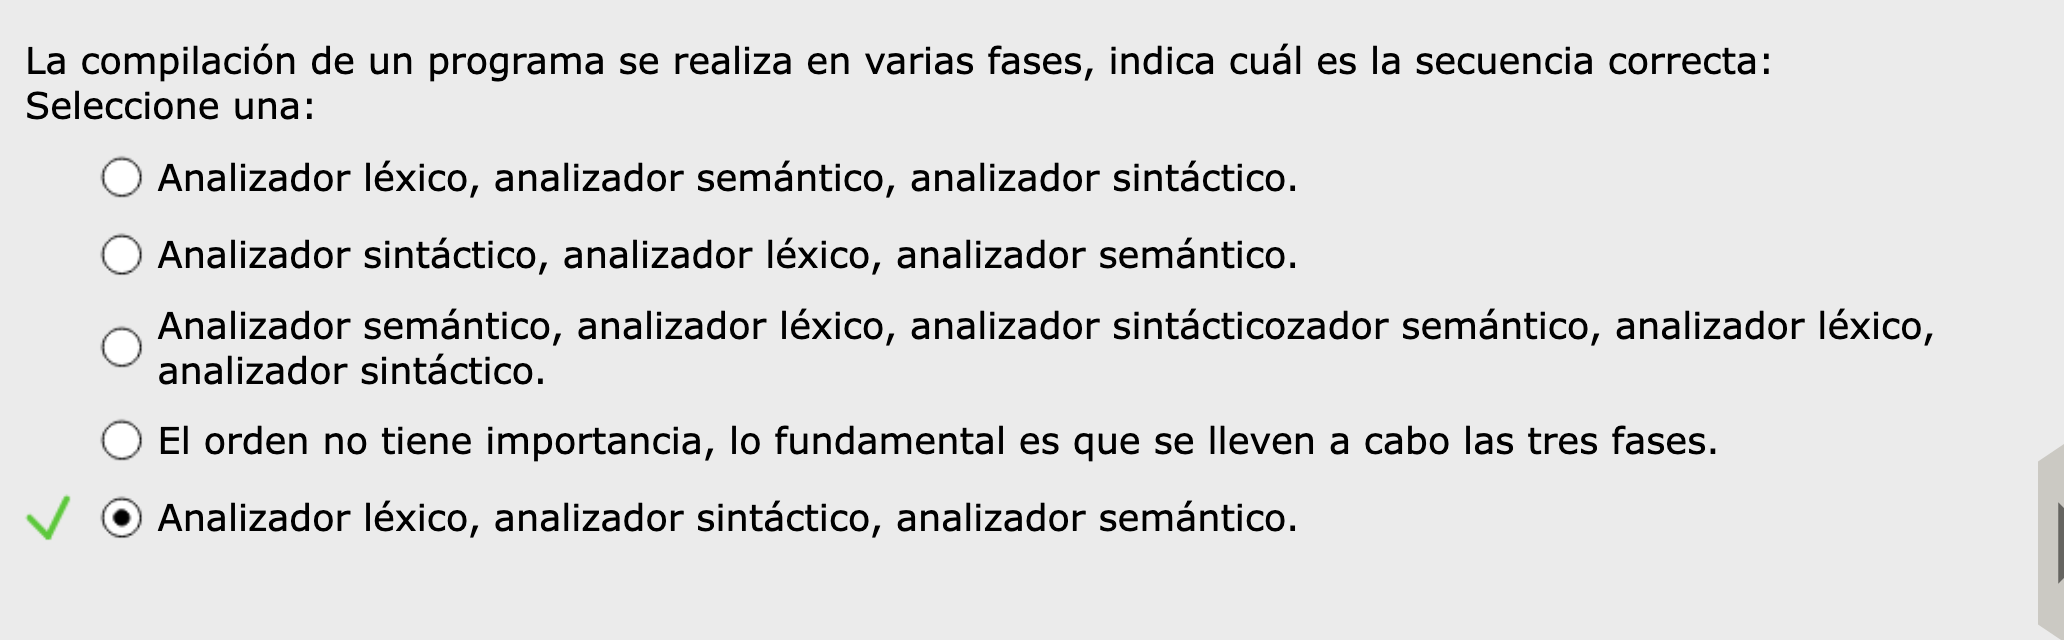 La compilación de un programa se realiza en varias fases, indica cuál es la secuencia correcta:
Seleccione una:
Analizador léxico, analizador semántico, analizador sintáctico.
Analizador sintáctico, analizador léxico, analizador semántico.
Analizador semántico, analizador léxico, analizador sintácticozador semántico, analizador léxico,
analizador sintáctico.
El orden no tiene importancia, lo fundamental es que se lleven a cabo las tres fases.
Analizador léxico, analizador sintáctico, analizador semántico.